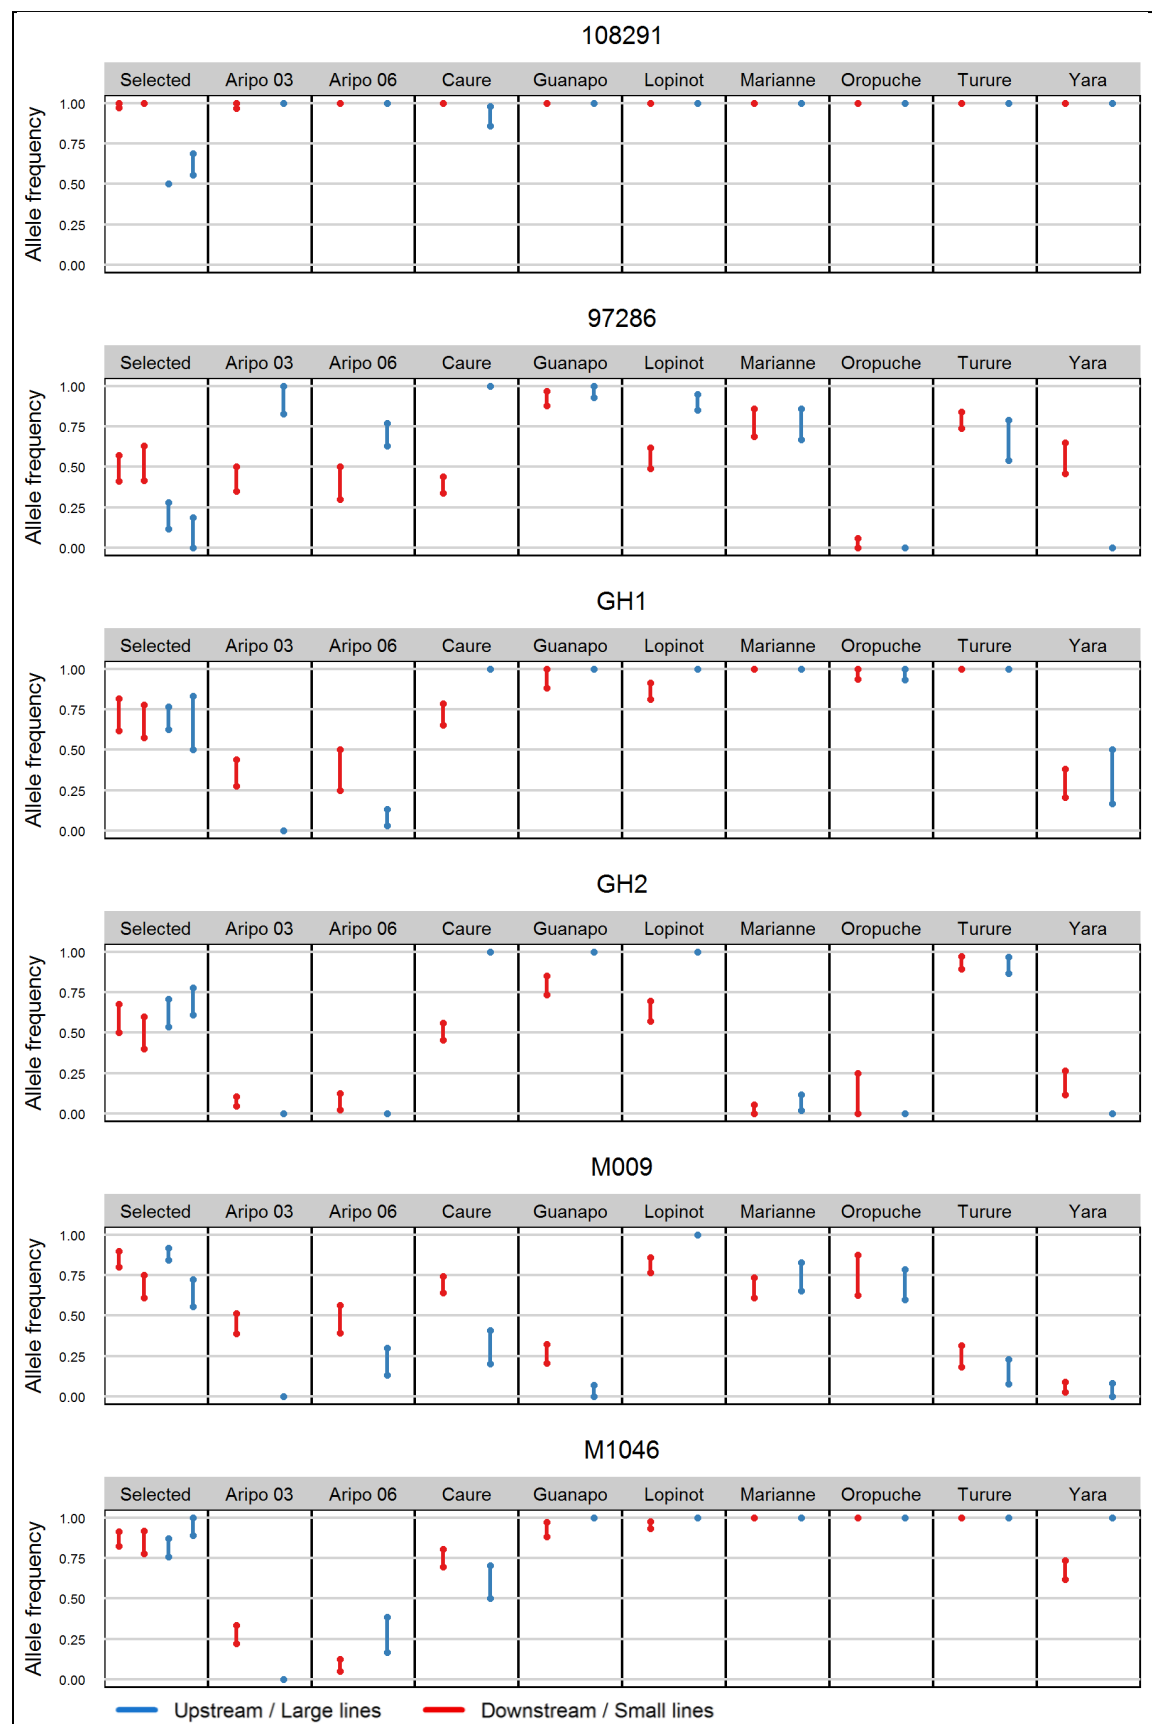 108291
Selected Aripo 03 Aripo 06 Caure Guanapo Lopinot Marianne Oropuche Turure Yara
Allele frequency
1.00
0.75
0.50
0.25
0.00
97286
Selected Aripo 03 Aripo 06 Caure Guanapo Lopinot Marianne Oropuche Turure Yara
Allele frequency
1.00
0.75
0.50
0.25
0.00
GH1
Selected Aripo 03 Aripo 06 Caure Guanapo Lopinot Marianne Oropuche Turure Yara
Allele frequency
1.00
0.75
0.50
0.25
0.00
GH2
Selected Aripo 03 Aripo 06 Caure Guanapo Lopinot Marianne Oropuche Turure Yara
Allele frequency
1.00
0.75
0.50
0.25
0.00
M009
Selected Aripo 03 Aripo 06 Caure Guanapo Lopinot Marianne Oropuche Turure Yara
Allele frequency
1.00
0.75
0.50
0.25
0.00
M1046
Selected Aripo 03 Aripo 06 Caure Guanapo Lopinot Marianne Oropuche Turure Yara
Allele frequency
1.00
0.75
0.50
0.25
0.00
Upstream / Large lines Downstream / Small lines